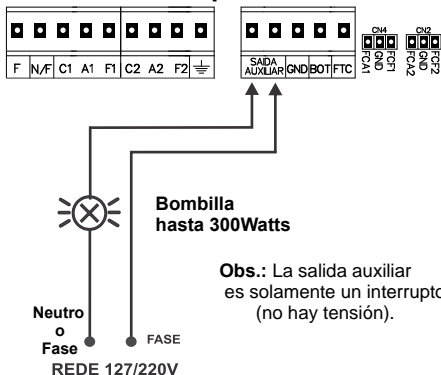 F N/F C1 A1 F1 C2 A2 F2
SAIDA
AUXILIAR GND BOT FTC
CN4
FCA1 GND FCF1
CN2
FCA2 GND FCF2
Bombilla
hasta 300Watts
Obs.: La salida auxiliar
es solamente un interrupto
(no hay tensión).
Neutro
o
Fase
FASE
REDE 127/220V